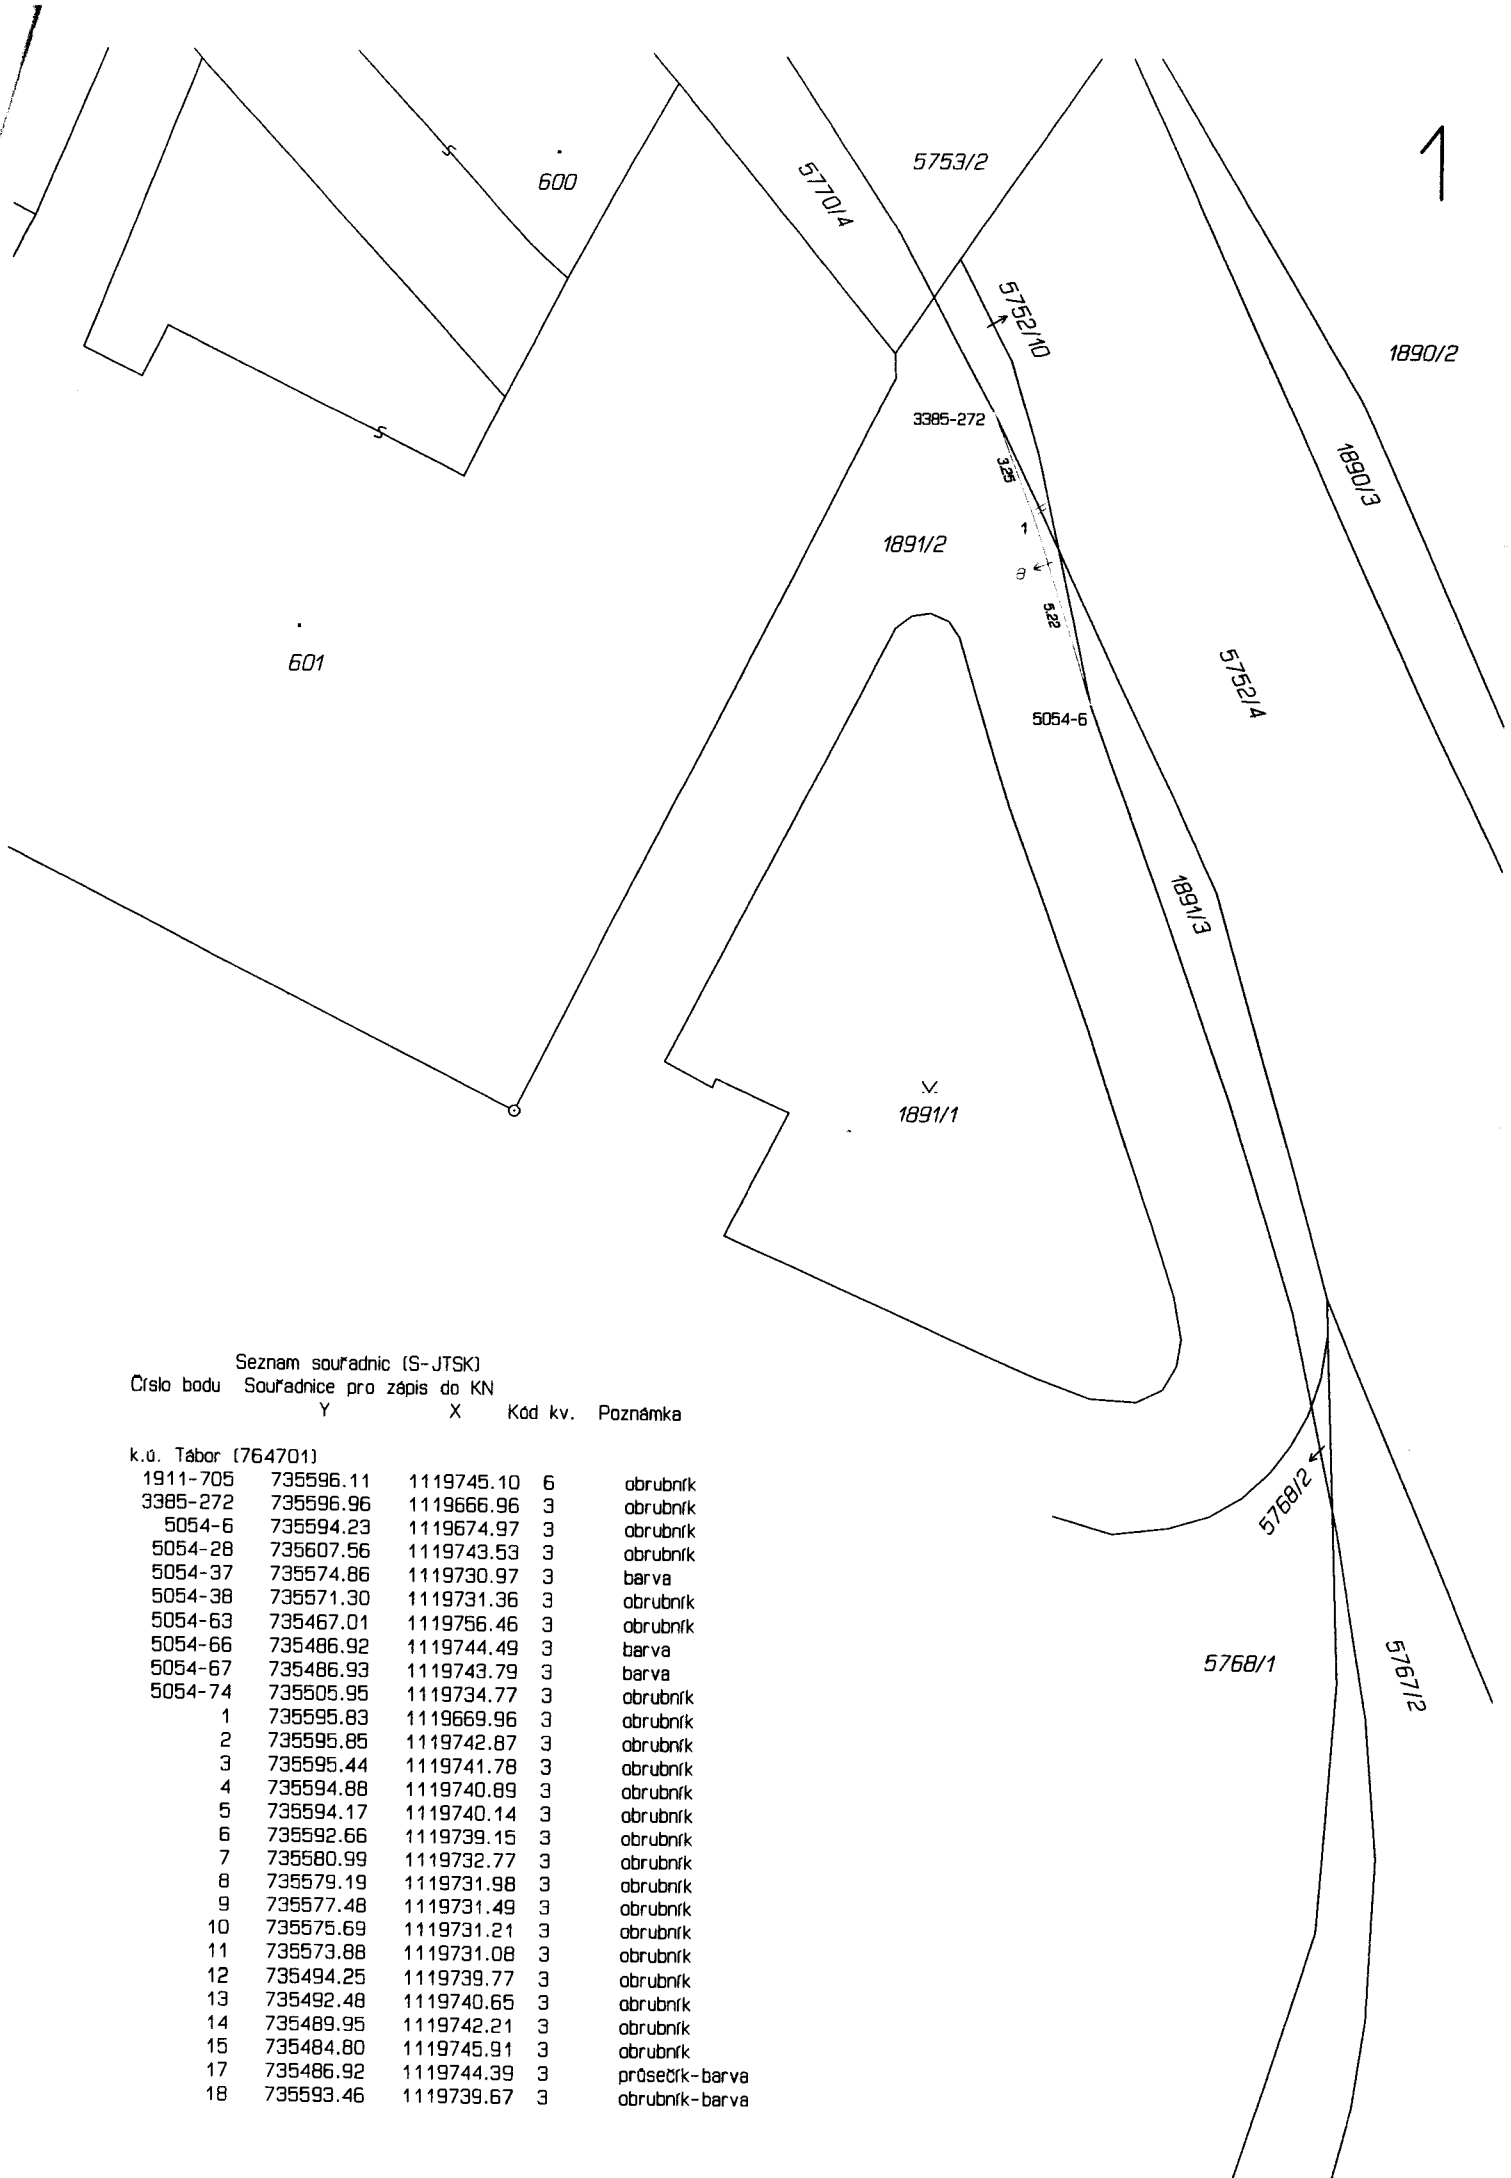 1
5753/2
600
5770/4
5752/10
1890/2
3385-272
3.25
1890/3
1
1891/2
a
5.22
601
5752/4
5054-6
1891/3
1891/1
5768/2
5768/1
5767/2
Seznam souřadnic (S-JTSK)
Číslo bodu Souřadnice pro zápis do KN
Y X Kód kv. Poznámka
k.ú. Tábor (764701)
1911-705 735596.11 1119745.10 6 obrubník
3385-272 735596.96 1119666.96 3 obrubník
5054-6 735594.23 1119674.97 3 obrubník
5054-28 735607.56 1119743.53 3 obrubník
5054-37 735574.86 1119730.97 3 barva
5054-38 735571.30 1119731.36 3 obrubník
5054-63 735467.01 1119756.46 3 obrubník
5054-66 735486.92 1119744.49 3 barva
5054-67 735486.93 1119743.79 3 barva
5054-74 735505.95 1119734.77 3 obrubník
1 735595.83 1119669.96 3 obrubník
2 735595.85 1119742.87 3 obrubník
3 735595.44 1119741.78 3 obrubník
4 735594.88 1119740.89 3 obrubník
5 735594.17 1119740.14 3 obrubník
6 735592.66 1119739.15 3 obrubník
7 735580.99 1119732.77 3 obrubník
8 735579.19 1119731.98 3 obrubník
9 735577.48 1119731.49 3 obrubník
10 735575.69 1119731.21 3 obrubník
11 735573.88 1119731.08 3 obrubník
12 735494.25 1119739.77 3 obrubník
13 735492.48 1119740.65 3 obrubník
14 735489.95 1119742.21 3 obrubník
15 735484.80 1119745.91 3 obrubník
17 735486.92 1119744.39 3 průsečík-barva
18 735593.46 1119739.67 3 obrubník-barva